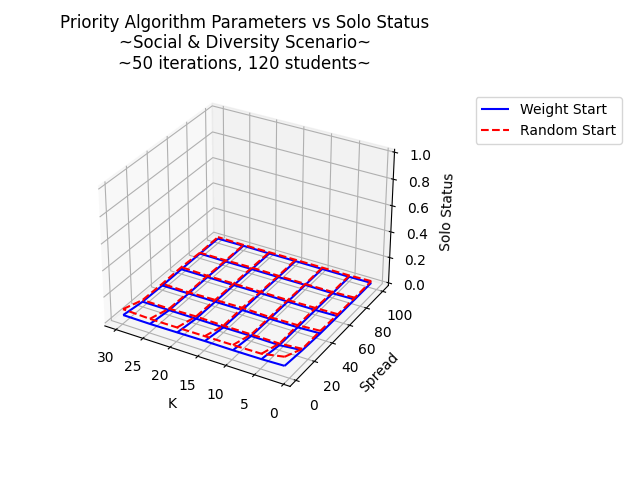 Priority Algorithm Parameters vs Solo Status
~Social & Diversity Scenario~
~50 iterations, 120 students~
Weight Start
Random Start
1.0
0.8
0.6
0.4
0.2
0.0
Solo Status
100
80
60
40
20
0
Spread
30
25
20
15
10
5
0
K